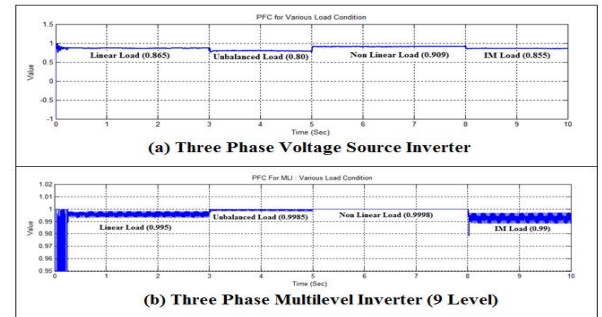 PFC for Various Load Condition
1.5
1
0.5
0
-0.5
-1
Value
Linear Load (0.865)
Unbalanced Load (0.80)
Non Linear Load (0.909)
IM Load (0.855)
0 1 2 3 4 5 6 7 8 9 10
Time (Sec)
(a) Three Phase Voltage Source Inverter
PFC For MLI : Various Load Condition
1.02
1.01
1
0.99
0.98
0.97
0.96
0.95
Value
Linear Load (0.995)
Unbalanced Load (0.9985)
Non Linear Load (0.9998)
IM Load (0.99)
0 1 2 3 4 5 6 7 8 9 10
Time (Sec)
(b) Three Phase Multilevel Inverter (9 Level)